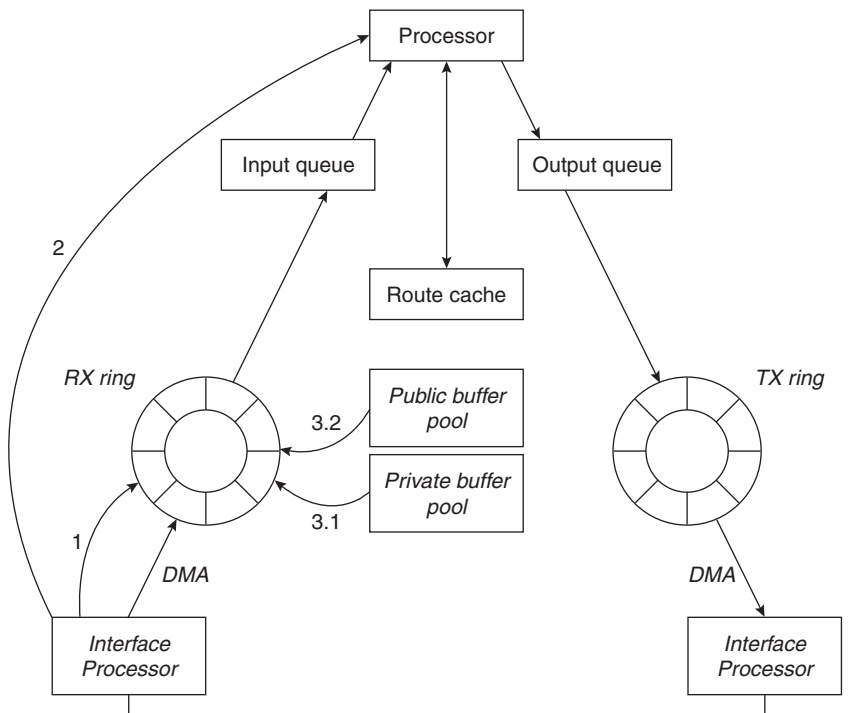 Processor
Input queue
Output queue
2
Route cache
RX ring
TX ring
Public buffer
pool
3.2
Private buffer
pool
3.1
1
DMA
DMA
Interface
Processor
Interface
Processor